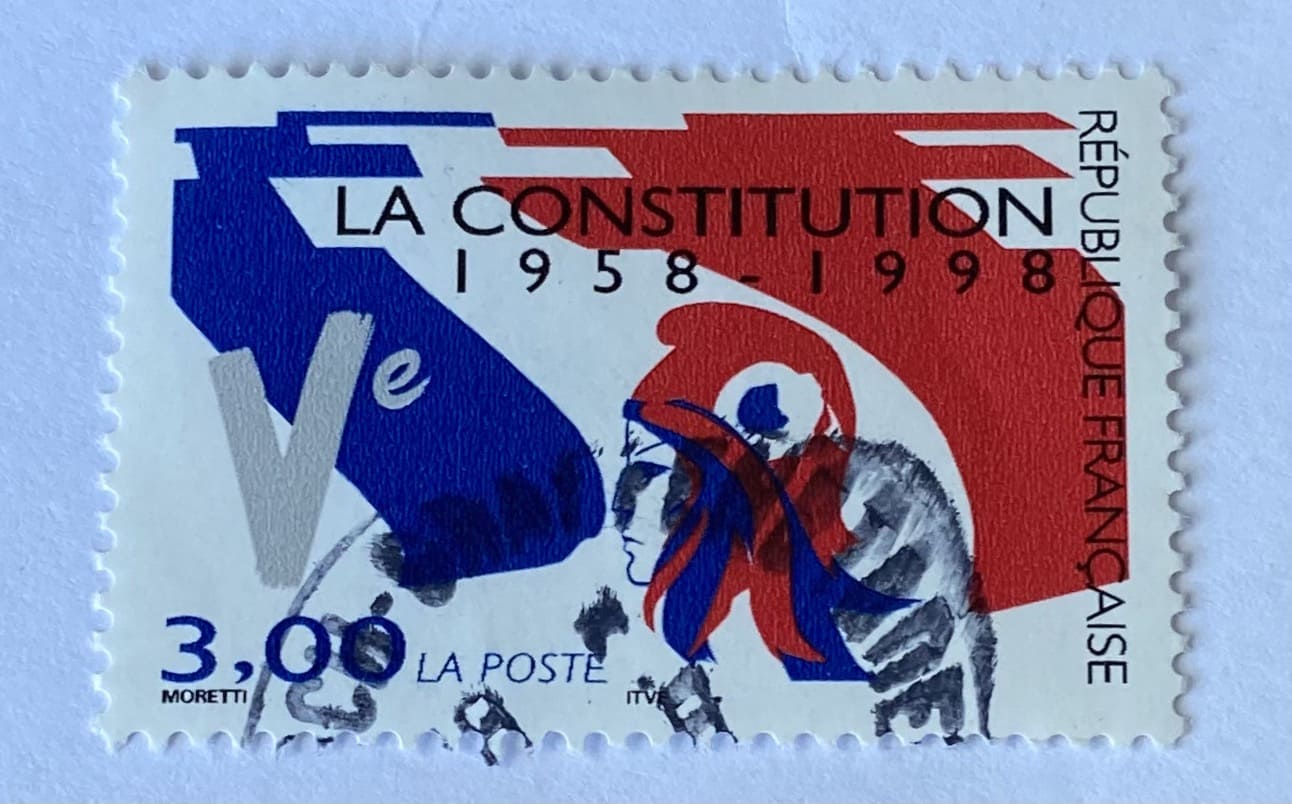 LA CONSTITUTION
1958-1998
RÉPUBLIQUE FRANÇAISE
Ve
3,00 LA POSTE
MORETTI ITVF